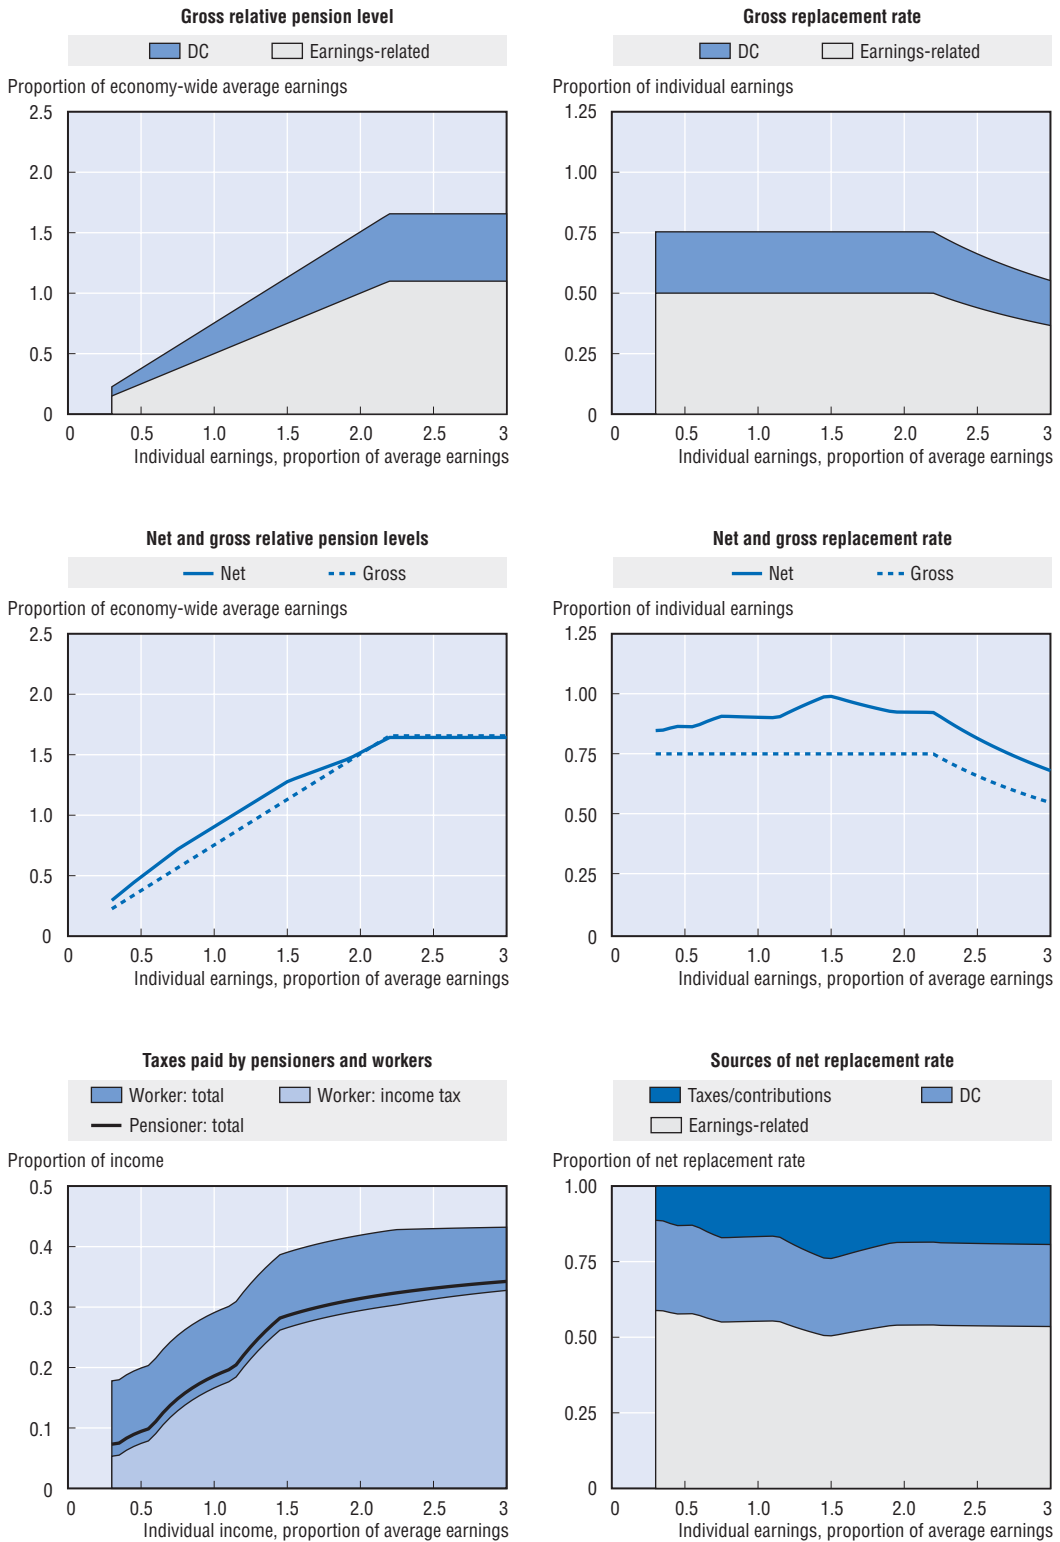 Gross relative pension level
DC
Earnings-related
Proportion of economy-wide average earnings
2.5
2.0
1.5
1.0
0.5
0
0 0.5 1.0 1.5 2.0 2.5 3
Individual earnings, proportion of average earnings
Gross replacement rate
DC
Earnings-related
Proportion of individual earnings
1.25
1.00
0.75
0.50
0.25
0
0 0.5 1.0 1.5 2.0 2.5 3
Individual earnings, proportion of average earnings
Net and gross relative pension levels
Net
Gross
Proportion of economy-wide average earnings
2.5
2.0
1.5
1.0
0.5
0
0 0.5 1.0 1.5 2.0 2.5 3
Individual earnings, proportion of average earnings
Net and gross replacement rate
Net
Gross
Proportion of individual earnings
1.25
1.00
0.75
0.50
0.25
0
0 0.5 1.0 1.5 2.0 2.5 3
Individual earnings, proportion of average earnings
Taxes paid by pensioners and workers
Worker: total
Worker: income tax
Pensioner: total
Proportion of income
0.5
0.4
0.3
0.2
0.1
0
0 0.5 1.0 1.5 2.0 2.5 3
Individual income, proportion of average earnings
Sources of net replacement rate
Taxes/contributions
DC
Earnings-related
Proportion of net replacement rate
1.00
0.75
0.50
0.25
0
0 0.5 1.0 1.5 2.0 2.5 3
Individual earnings, proportion of average earnings